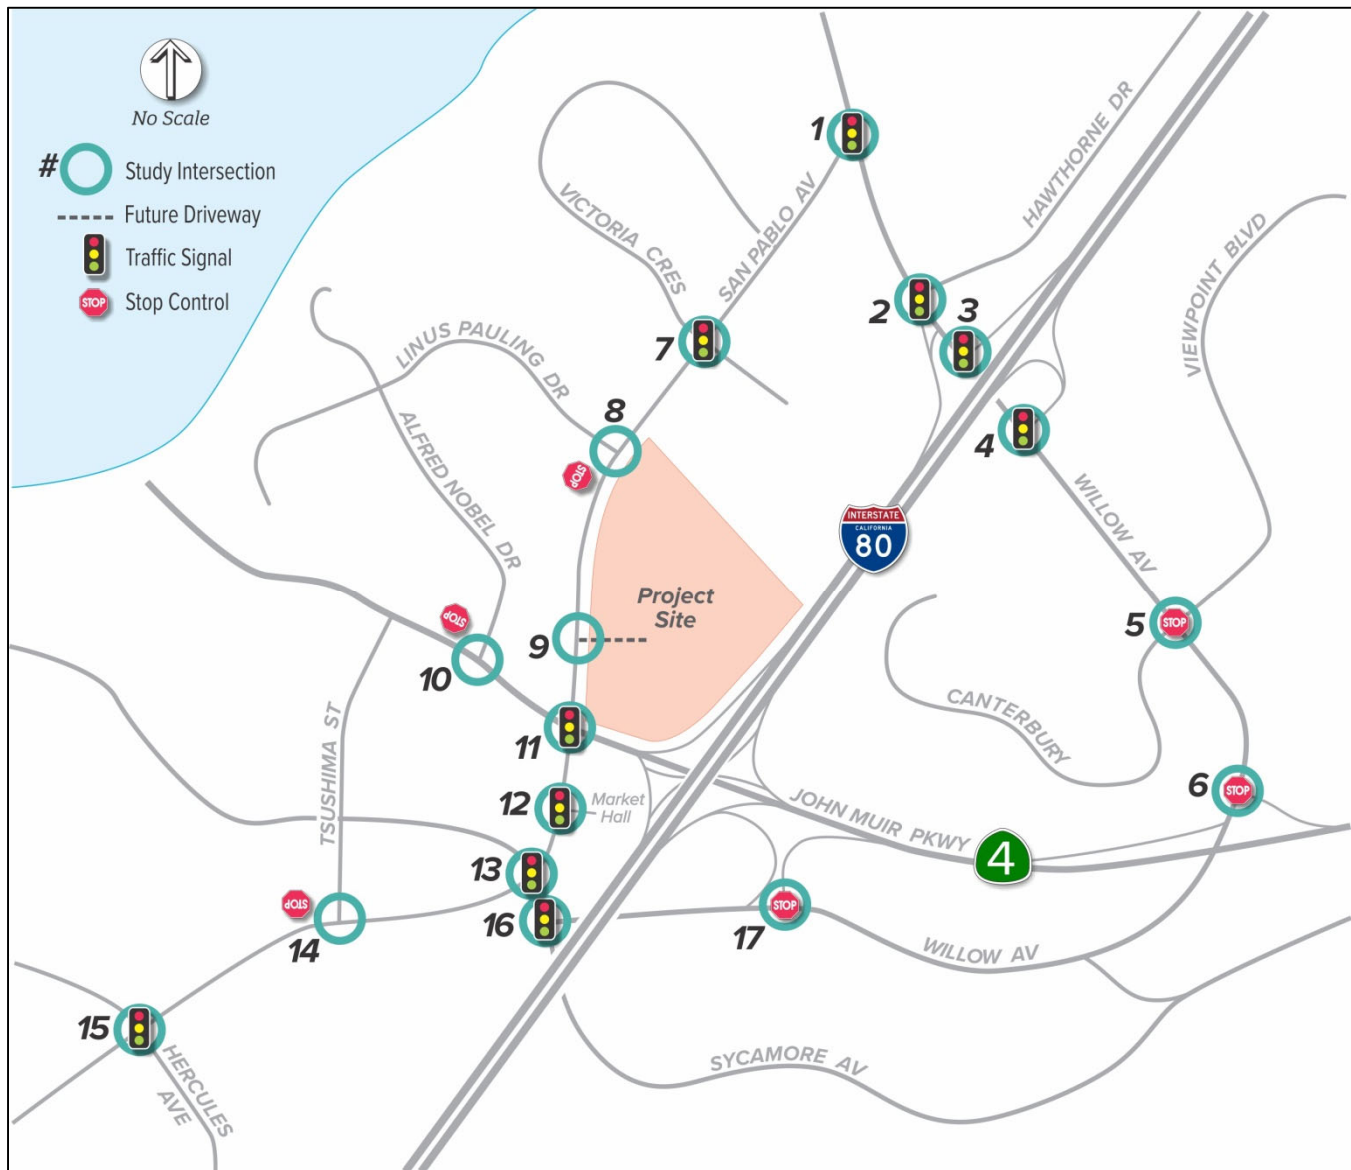 No Scale
#
Study Intersection
Future Driveway
Traffic Signal
STOP
Stop Control
1
HAWTHORNE DR
SAN PABLO AV
VICTORIA CRES
VIEWPOINT BLVD
2
3
7
LINUS PAULING DR
ALFRED NOBEL DR
8
STOP
4
WILLOW AV
INTERSTATE
CALIFORNIA
80
Project
Site
STOP
10
9
5
STOP
CANTERBURY
11
TSUSHIMA ST
12
Market
Hall
JOHN MUIR PKWY
4
6
STOP
13
STOP
14
16
17
STOP
WILLOW AV
15
HERCULES
AVE
SYCAMORE AV